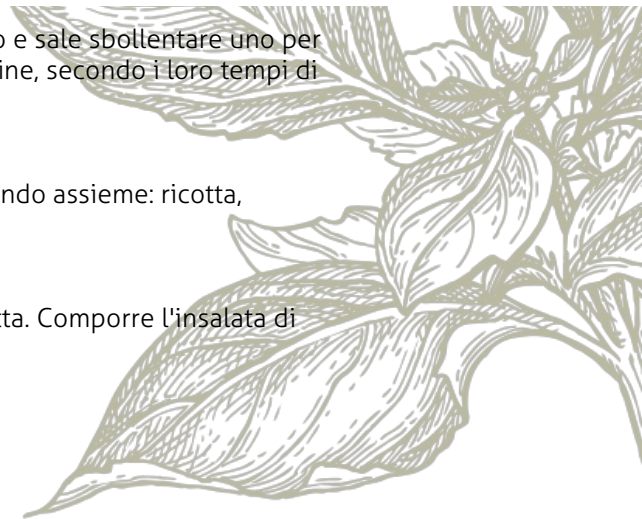 o e sale sbollentare uno per
ine, secondo i loro tempi di
ndo assieme: ricotta,
tta. Comporre l'insalata di